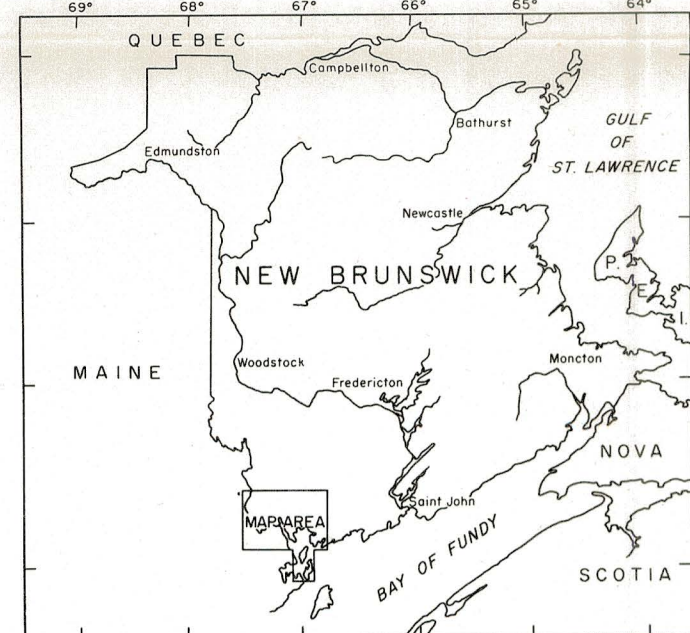 69° 68° 67° 66° 65° 64°
QUEBEC
Campbellton
Bathurst
GULF
OF
ST. LAWRENCE
Edmundston
Newcastle
NEW BRUNSWICK
P.
E.
I.
MAINE
Woodstock
Fredericton
Moncton
NOVA
MAP AREA
Saint John
BAY OF FUNDY
SCOTIA